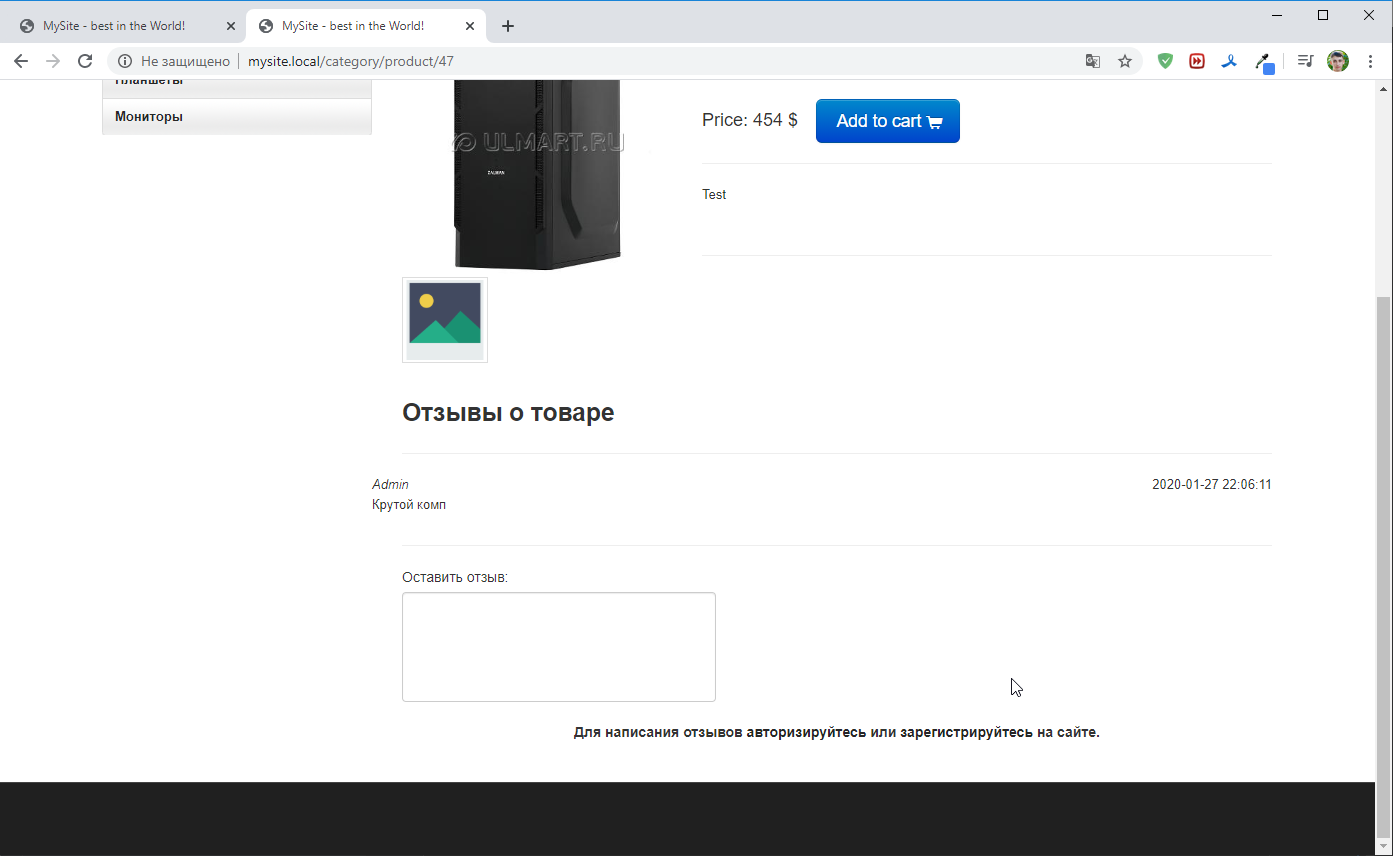 MySite - best in the World!
MySite - best in the World!
Не защищено
mysite.local/category/product/47
Планшеты
Мониторы
ULMART.RU
ZALMAN
Price: 454 $
Add to cart
Test
Отзывы о товаре
Admin
2020-01-27 22:06:11
Крутой комп
Оставить отзыв:
Для написания отзывов авторизируйтесь или зарегистрируйтесь на сайте.